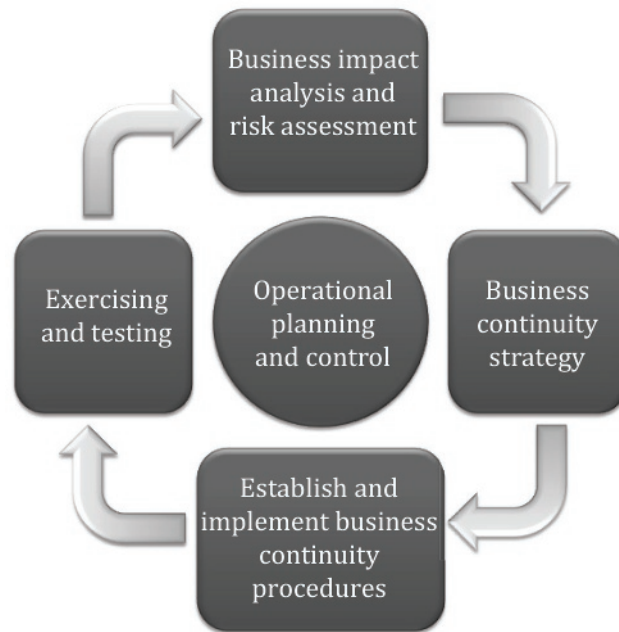 Business impact
analysis and
risk assessment
Exercising
and testing
Operational
planning
and control
Business
continuity
strategy
Establish and
implement business
continuity
procedures